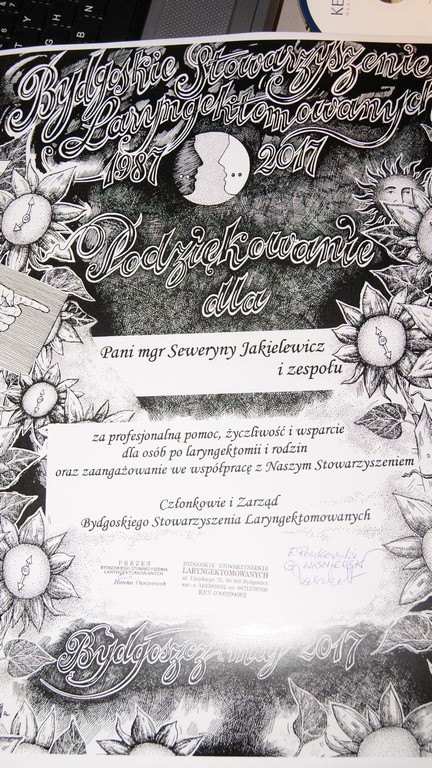 Bydgoskie Stowarzyszenie
Laryngektomowanych
1987 2017
Podziękowanie
dla
Pani mgr Seweryny Jakielewicz
i zespołu
za profesjonalną pomoc, życzliwość i wsparcie
dla osób po laryngektomii i rodzin
oraz zaangażowanie we współpracę z Naszym Stowarzyszeniem
Członkowie i Zarząd
Bydgoskiego Stowarzyszenia Laryngektomowanych
PREZES
BYDGOSKIEGO STOWARZYSZENIA
LARYNGEKTOMOWANYCH
BYDGOSKIE STOWARZYSZENIE
LARYNGEKTOMOWANYCH
Bydgoszcz maj 2017